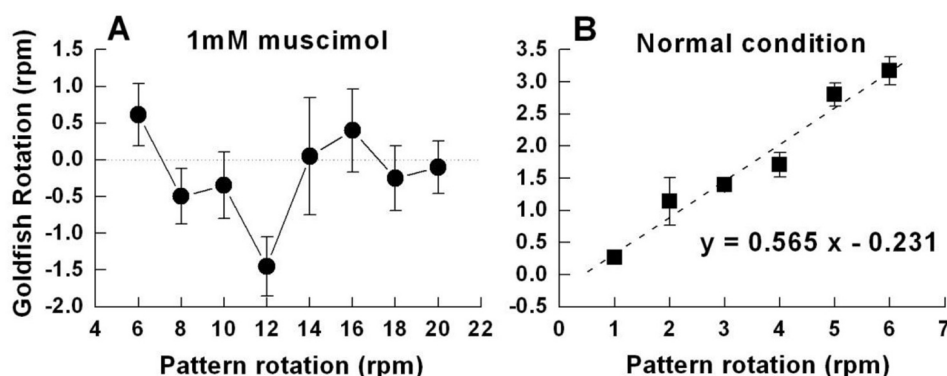 A
1mM muscimol
Goldfish Rotation (rpm)
1.5
1.0
0.5
0.0
-0.5
-1.0
-1.5
-2.0
4 6 8 10 12 14 16 18 20 22
Pattern rotation (rpm)
B
Normal condition
3.5
3.0
2.5
2.0
1.5
1.0
0.5
0.0
-0.5
y = 0.565 x - 0.231
0 1 2 3 4 5 6 7
Pattern rotation (rpm)